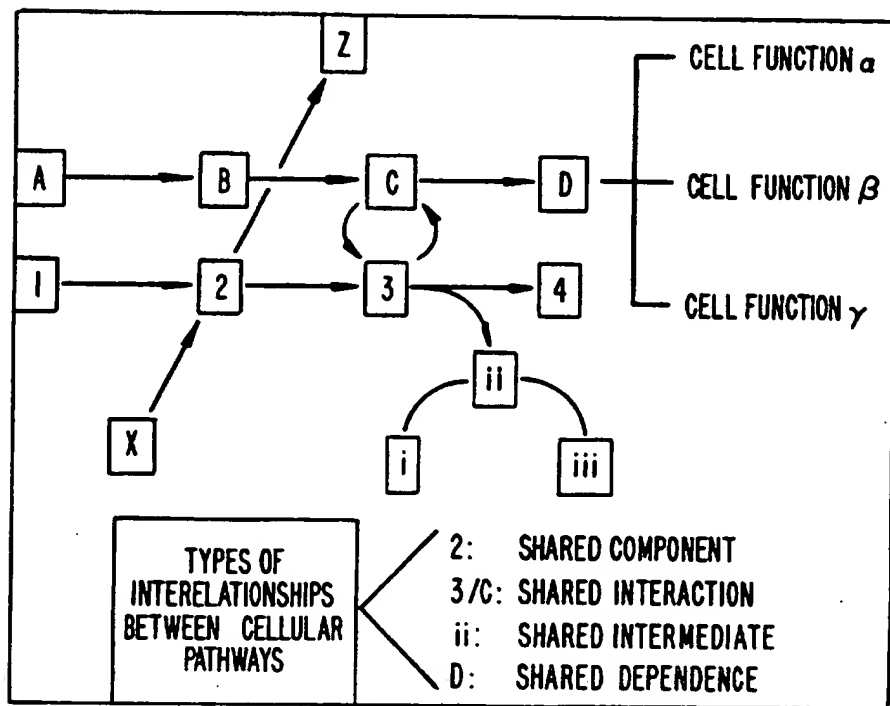 Z
CELL FUNCTION α
A
B
C
D
CELL FUNCTION β
1
2
3
4
CELL FUNCTION γ
ii
X
i
iii
TYPES OF
INTERELATIONSHIPS
BETWEEN CELLULAR
PATHWAYS
2: SHARED COMPONENT
3/C: SHARED INTERACTION
ii: SHARED INTERMEDIATE
D: SHARED DEPENDENCE